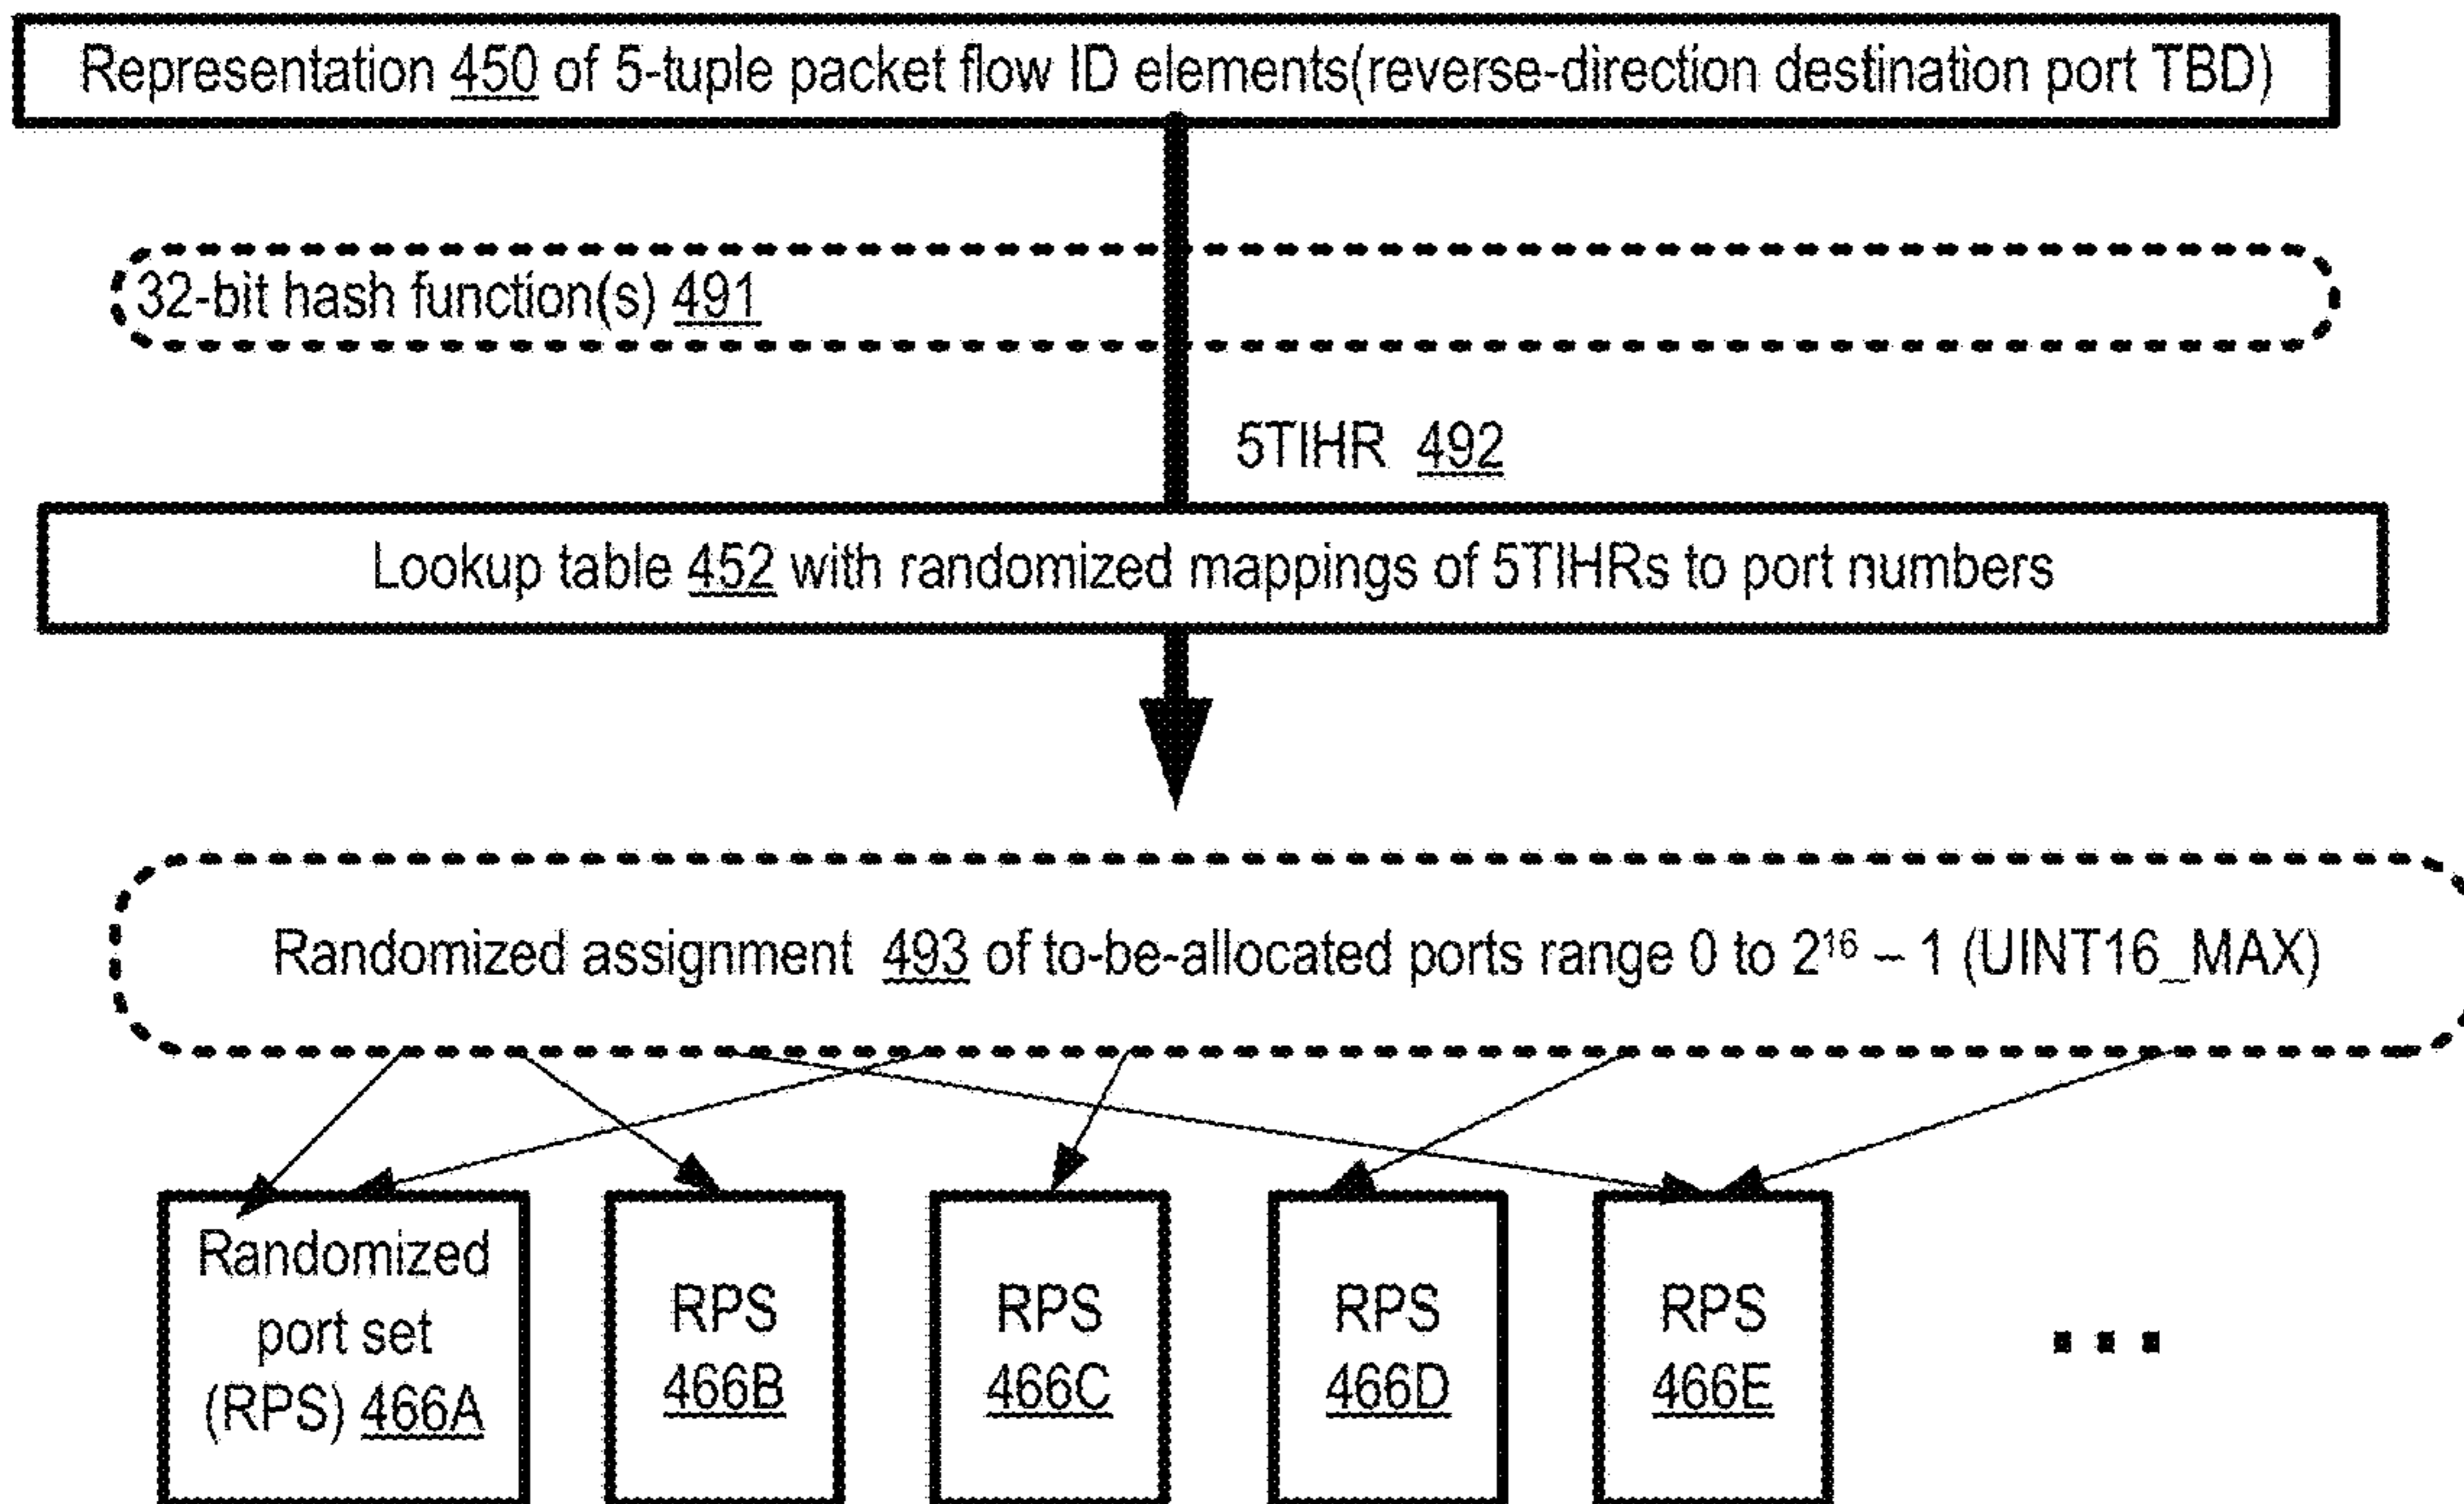 Representation 450 of 5-tuple packet flow ID elements(reverse-direction destination port TBD)
32-bit hash function(s) 491
5TIHR 492
Lookup table 452 with randomized mappings of 5TIHRs to port numbers
Randomized assignment 493 of to-be-allocated ports range 0 to 2¹⁶ – 1 (UINT16_MAX)
Randomized
port set
(RPS) 466A
RPS
466B
RPS
466C
RPS
466D
RPS
466E
...